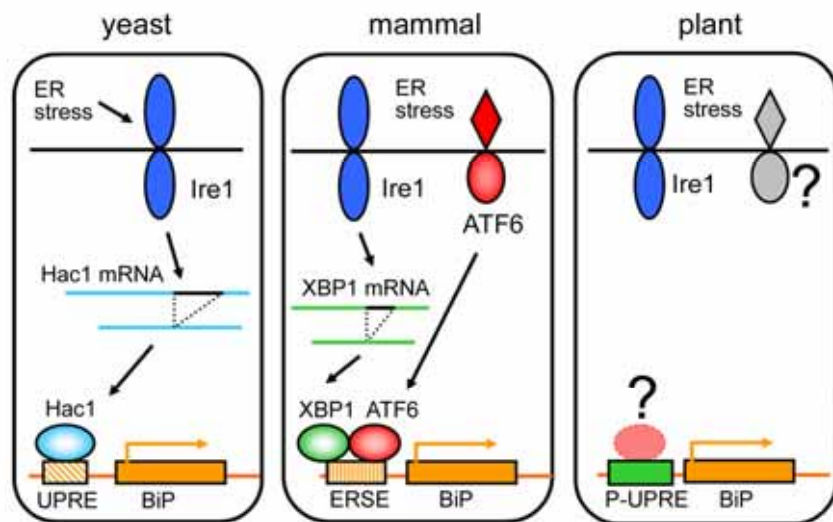 yeast
ER
stress
Ire1
Hac1 mRNA
Hac1
UPRE
BiP
mammal
ER
stress
Ire1
ATF6
XBP1 mRNA
XBP1 ATF6
ERSE
BiP
plant
ER
stress
Ire1
?
?
P-UPRE
BiP